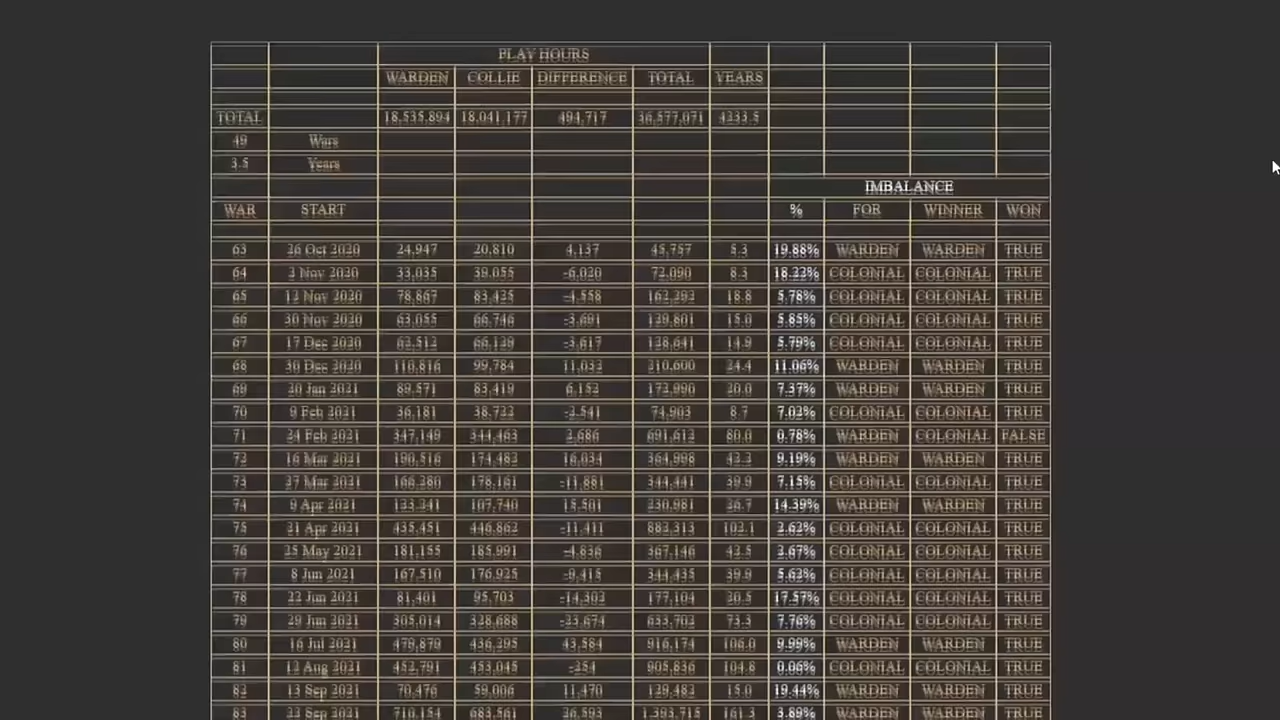 PLAY HOURS
WARDEN COLLIE DIFFERENCE TOTAL YEARS
TOTAL 18,535,894 18,041,177 494,717 36,577,071 4233.5
49 Wars
3.5 Years
IMBALANCE
WAR START % FOR WINNER WON
63 26 Oct 2020 24,947 20,810 4,137 45,757 5.3 19.88% WARDEN WARDEN TRUE
64 3 Nov 2020 33,035 39,055 -6,020 72,090 8.3 18.22% COLONIAL COLONIAL TRUE
65 12 Nov 2020 78,867 83,425 -4,558 162,292 18.8 5.78% COLONIAL COLONIAL TRUE
66 30 Nov 2020 63,055 66,746 -3,691 129,801 15.0 5.85% COLONIAL COLONIAL TRUE
67 17 Dec 2020 62,512 66,129 -3,617 128,641 14.9 5.79% COLONIAL COLONIAL TRUE
68 30 Dec 2020 110,816 99,784 11,032 210,600 24.4 11.06% WARDEN WARDEN TRUE
69 20 Jan 2021 89,571 83,419 6,152 172,990 20.0 7.37% WARDEN WARDEN TRUE
70 9 Feb 2021 36,181 38,722 -2,541 74,903 8.7 7.02% COLONIAL COLONIAL TRUE
71 24 Feb 2021 347,149 344,463 2,686 691,612 80.0 0.78% WARDEN COLONIAL FALSE
72 16 Mar 2021 190,516 174,482 16,034 364,998 42.2 9.19% WARDEN WARDEN TRUE
73 27 Mar 2021 166,280 178,161 -11,881 344,441 39.9 7.15% COLONIAL COLONIAL TRUE
74 9 Apr 2021 123,241 107,740 15,501 230,981 26.7 14.39% WARDEN WARDEN TRUE
75 21 Apr 2021 435,451 446,862 -11,411 882,313 102.1 2.62% COLONIAL COLONIAL TRUE
76 25 May 2021 181,155 185,991 -4,836 367,146 42.5 2.67% COLONIAL COLONIAL TRUE
77 8 Jun 2021 167,510 176,925 -9,415 344,435 39.9 5.62% COLONIAL COLONIAL TRUE
78 22 Jun 2021 81,401 95,703 -14,302 177,104 20.5 17.57% COLONIAL COLONIAL TRUE
79 29 Jun 2021 305,014 328,688 -23,674 633,702 73.3 7.76% COLONIAL COLONIAL TRUE
80 16 Jul 2021 479,879 436,295 43,584 916,174 106.0 9.99% WARDEN WARDEN TRUE
81 12 Aug 2021 452,791 453,045 -254 905,836 104.8 0.06% COLONIAL COLONIAL TRUE
82 13 Sep 2021 70,476 59,006 11,470 129,482 15.0 19.44% WARDEN WARDEN TRUE
83 23 Sep 2021 710,154 683,561 26,593 1,393,715 161.3 3.89% WARDEN WARDEN TRUE